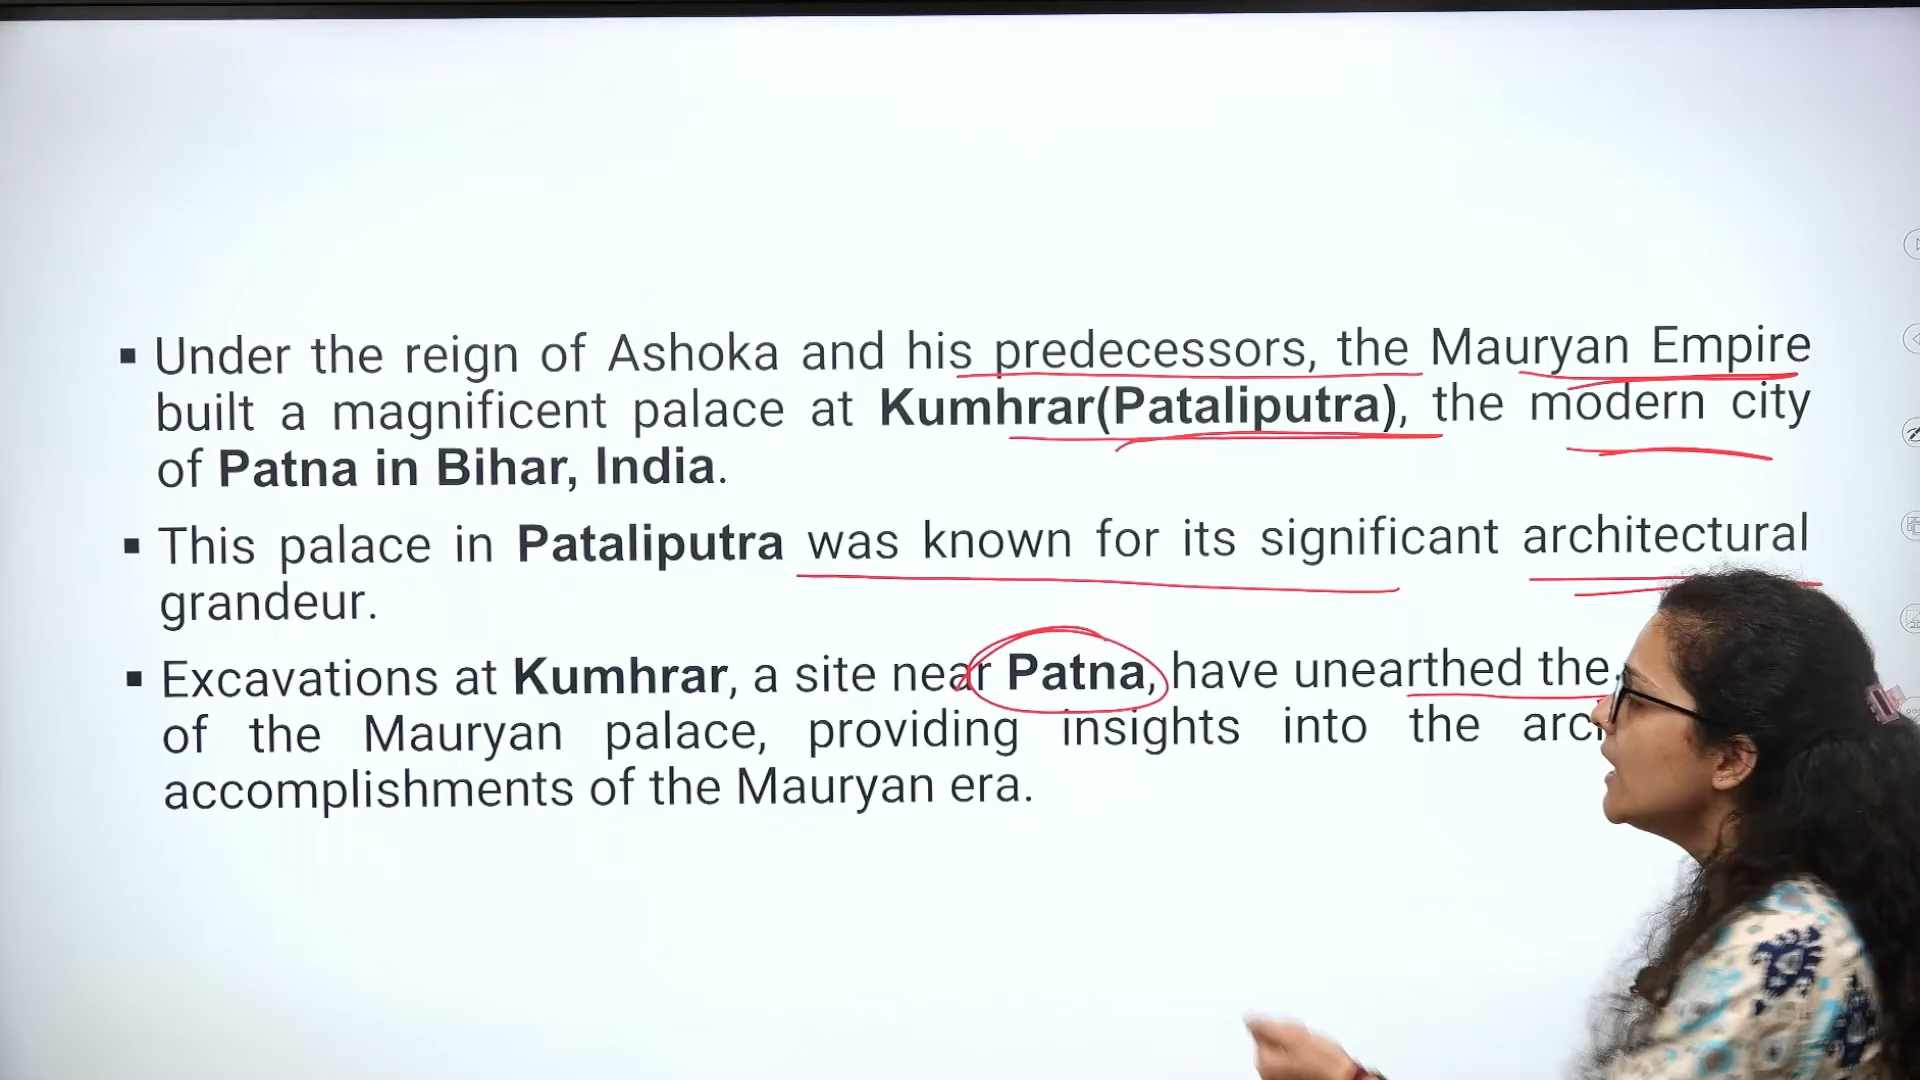 ▪ Under the reign of Ashoka and his predecessors, the Mauryan Empire
built a magnificent palace at Kumhrar(Pataliputra), the modern city
of Patna in Bihar, India.
▪ This palace in Pataliputra was known for its significant architectural
grandeur.
▪ Excavations at Kumhrar, a site near Patna, have unearthed the
of the Mauryan palace, providing insights into the
accomplishments of the Mauryan era.